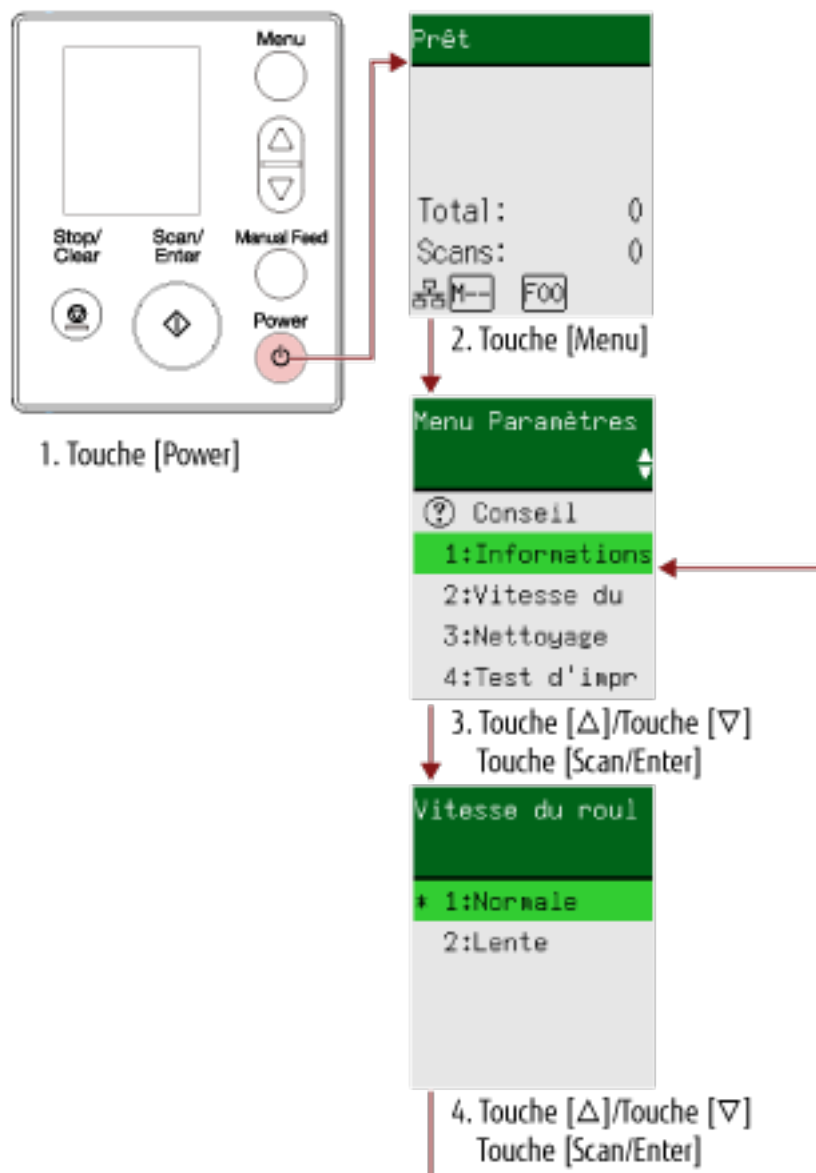 Menu
Stop/
Clear
Scan/
Enter
Manual Feed
Power
1. Touche [Power]
Prêt
Total: 0
Scans: 0
M-- F00
2. Touche [Menu]
Menu Paramètres
? Conseil
1:Informations
2:Vitesse du
3:Nettoyage
4:Test d'impr
3. Touche [△]/Touche [▽]
Touche [Scan/Enter]
Vitesse du roul
* 1:Normale
2:Lente
4. Touche [△]/Touche [▽]
Touche [Scan/Enter]